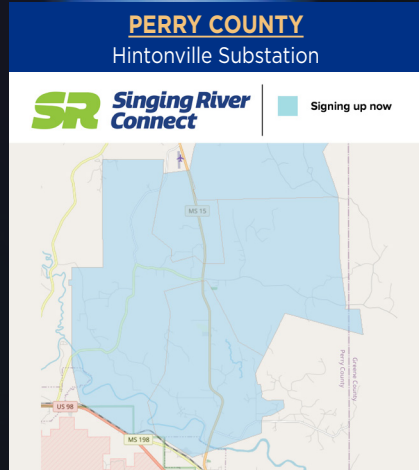 PERRY COUNTY
Hintonville Substation
SR Singing River
Connect
Signing up now
MS 15
Perry County
Greene County
US 98
MS 198